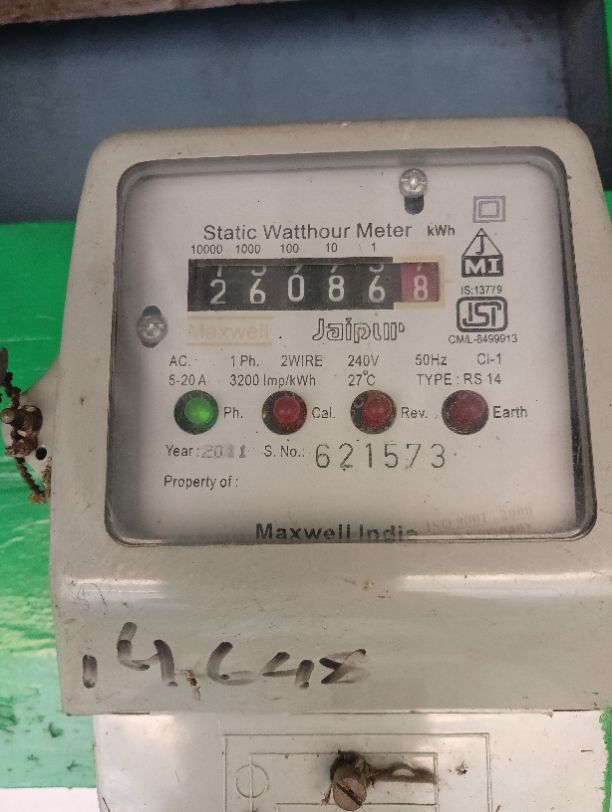 Static Watthour Meter kWh
10000 1000 100 10 1
2 6 0 8 6 8
J
MI
IS:13779
ISI
CM/L-8499913
Maxwell Jaipur
AC. 1 Ph. 2WIRE 240V 50Hz Cl-1
5-20 A 3200 Imp/kWh 27°C TYPE : RS 14
Ph. Cal. Rev. Earth
Year : 2011 S. No.: 621573
Property of :
Maxwell India